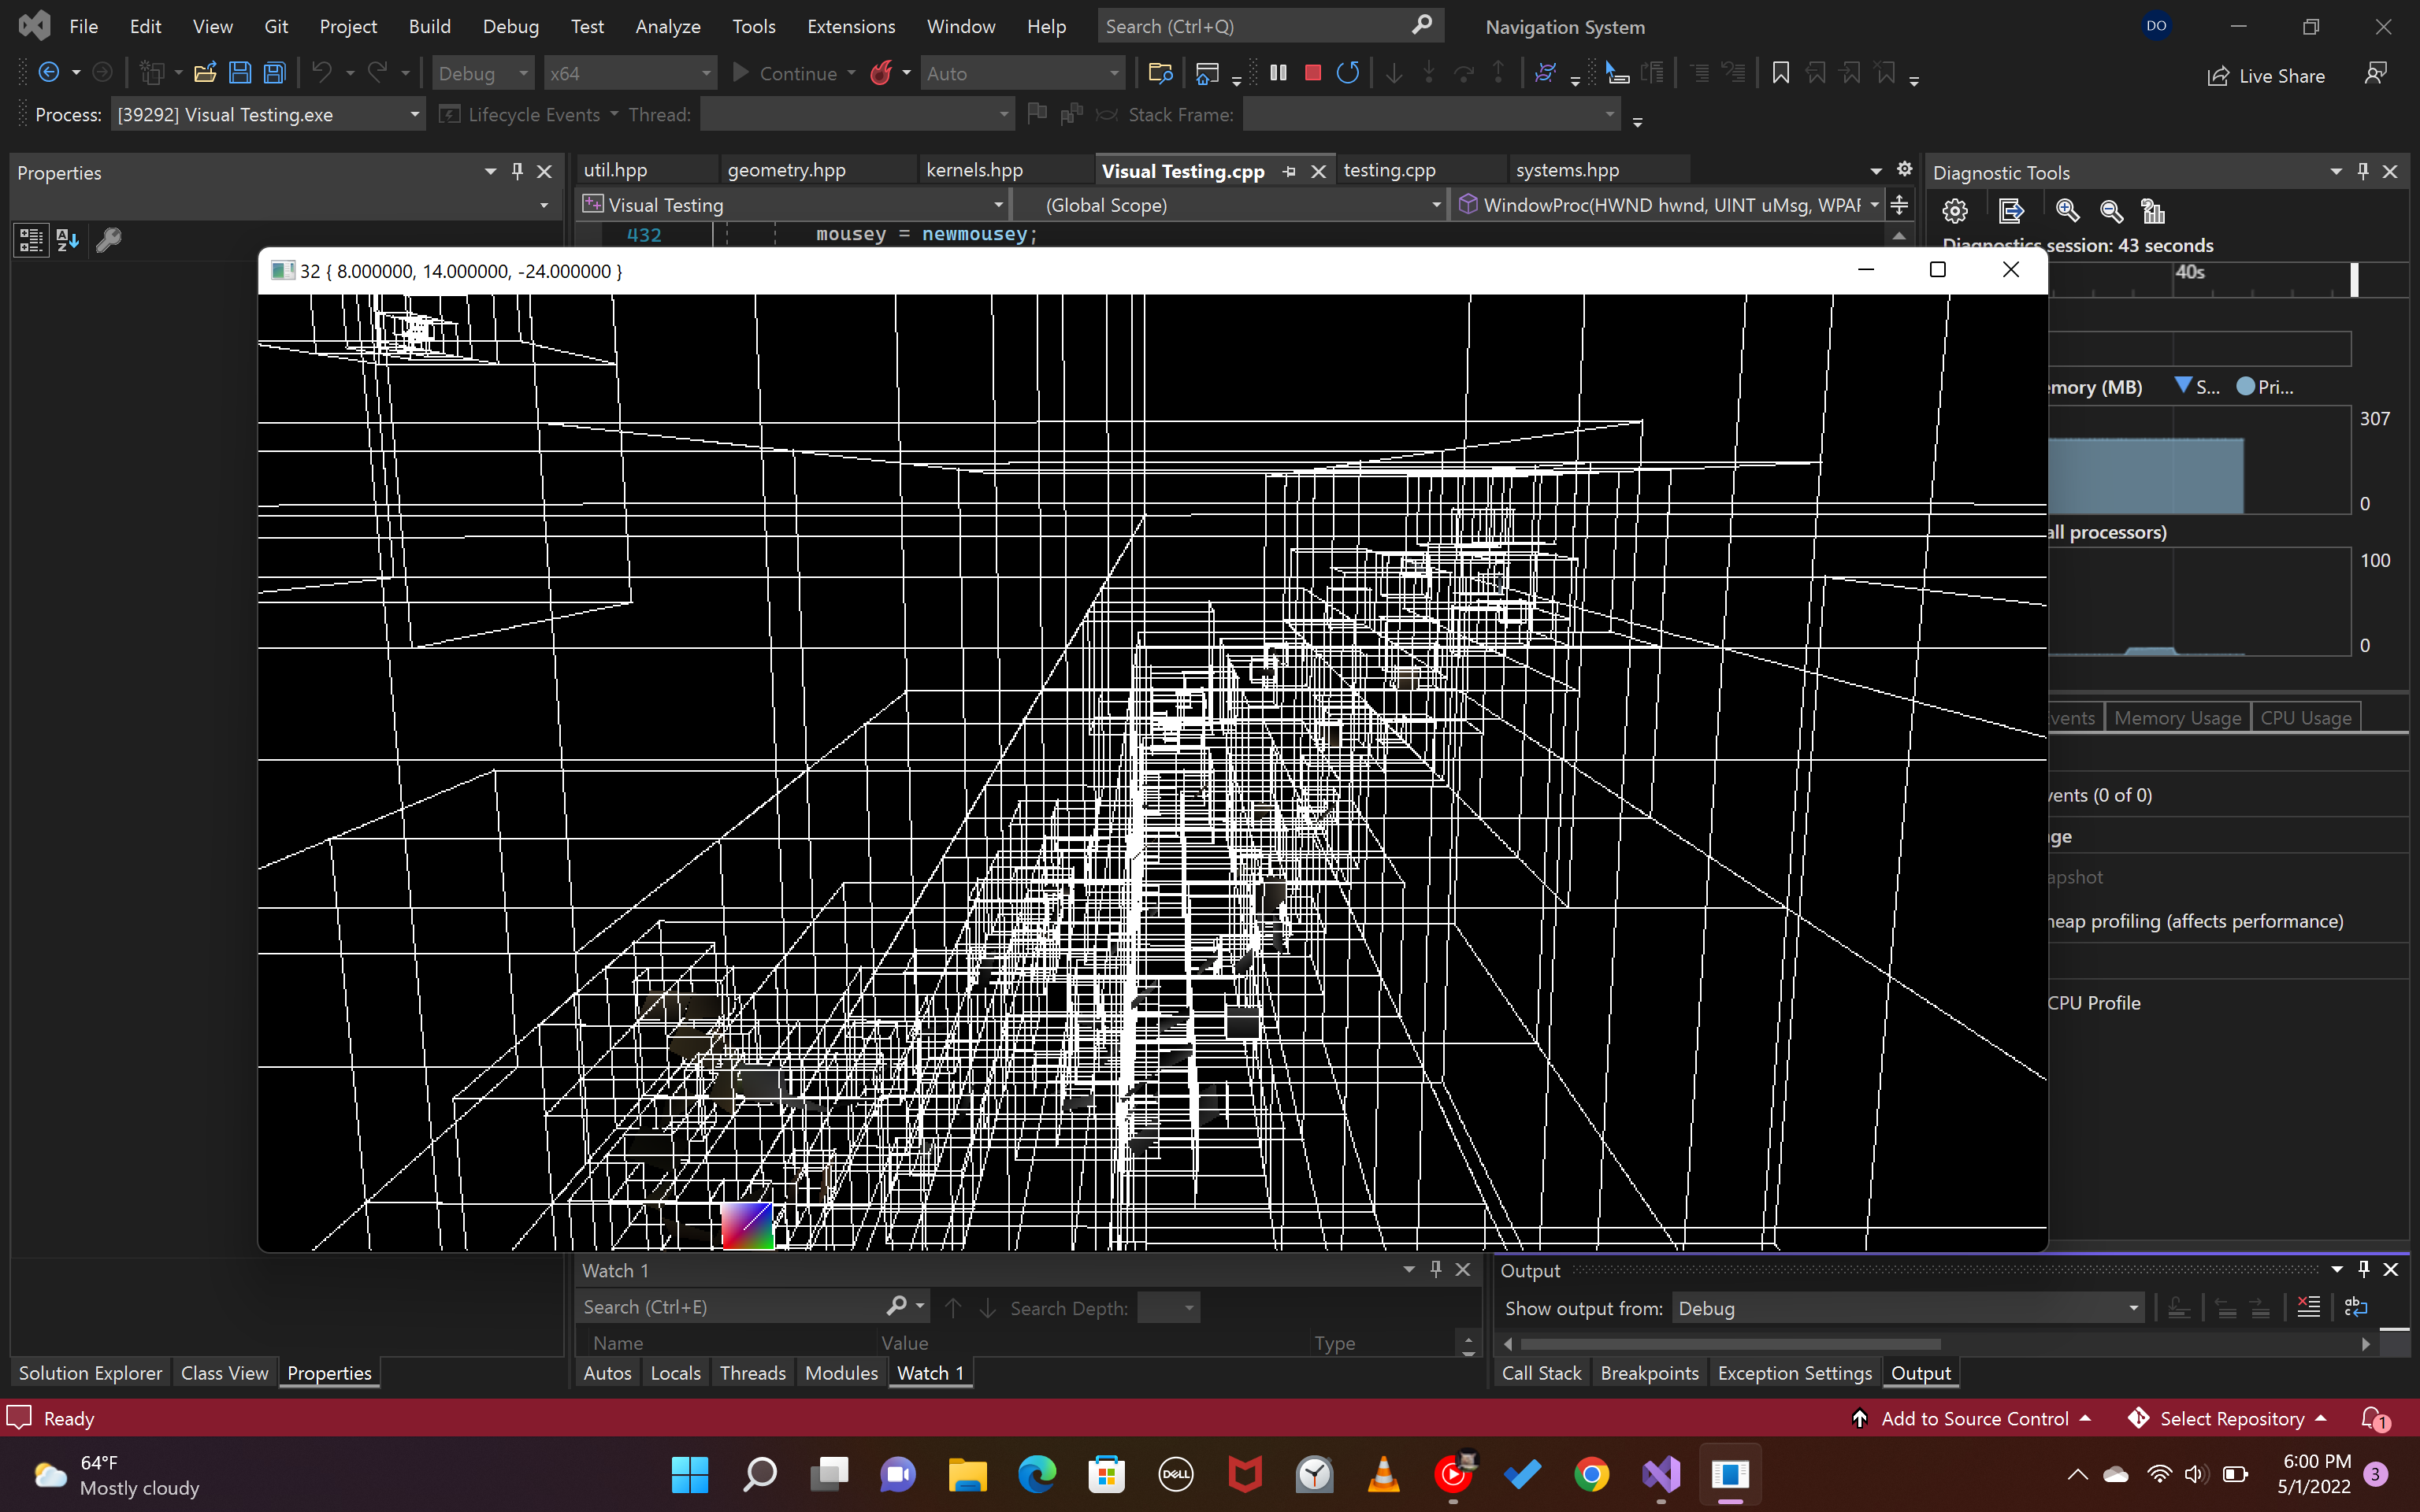 File Edit View Git Project Build Debug Test Analyze Tools Extensions Window Help Search (Ctrl+Q) Navigation System DO
Debug x64 Continue Auto Live Share
Process: [39292] Visual Testing.exe Lifecycle Events Thread: Stack Frame:
Properties
util.hpp geometry.hpp kernels.hpp Visual Testing.cpp testing.cpp systems.hpp
Diagnostic Tools
Visual Testing (Global Scope) WindowProc(HWND hwnd, UINT uMsg, WPAR
432 mousey = newmousey;
Diagnostics session: 43 seconds
32 { 8.000000, 14.000000, -24.000000 }
40s
emory (MB) S... Pri...
307
0
all processors)
100
0
vents Memory Usage CPU Usage
vents (0 of 0)
ge
apshot
heap profiling (affects performance)
CPU Profile
Watch 1
Output
Search (Ctrl+E) Search Depth:
Show output from: Debug
Name Value Type
Solution Explorer Class View Properties
Autos Locals Threads Modules Watch 1
Call Stack Breakpoints Exception Settings Output
Ready Add to Source Control Select Repository 1
64°F
Mostly cloudy
DELL
6:00 PM
5/1/2022
3